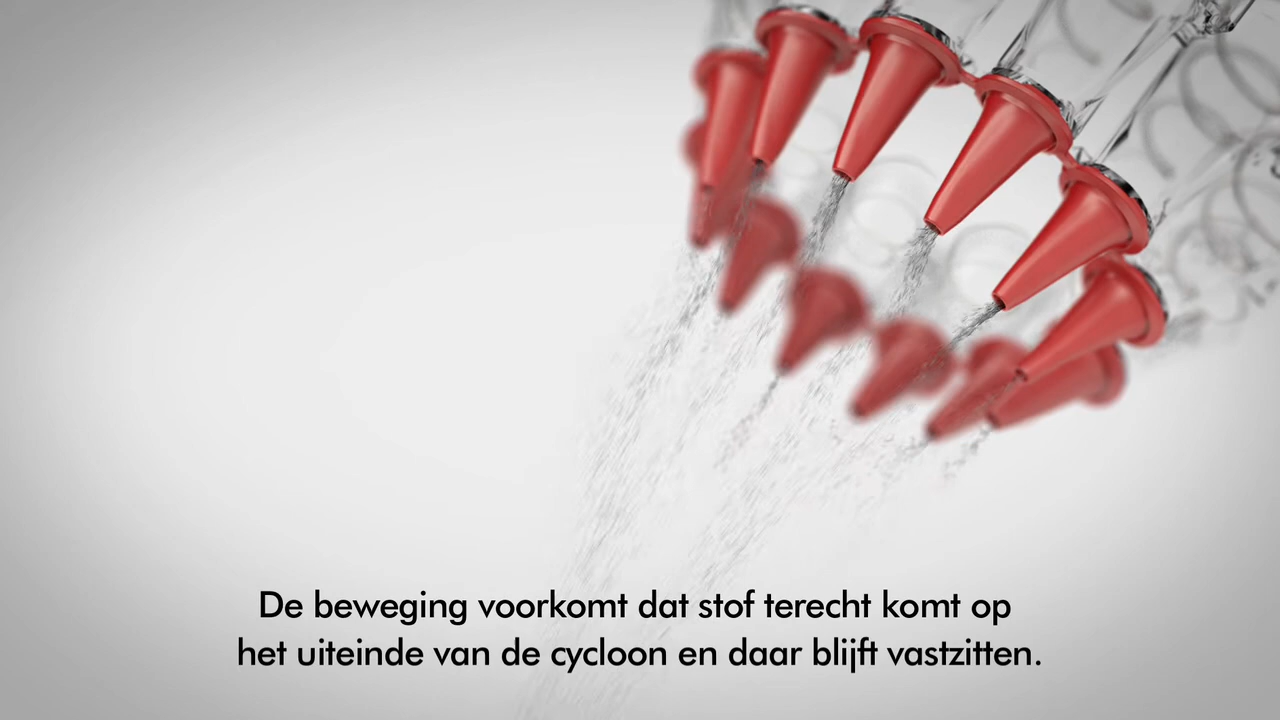 De beweging voorkomt dat stof terecht komt op
het uiteinde van de cycloon en daar blijft vastzitten.